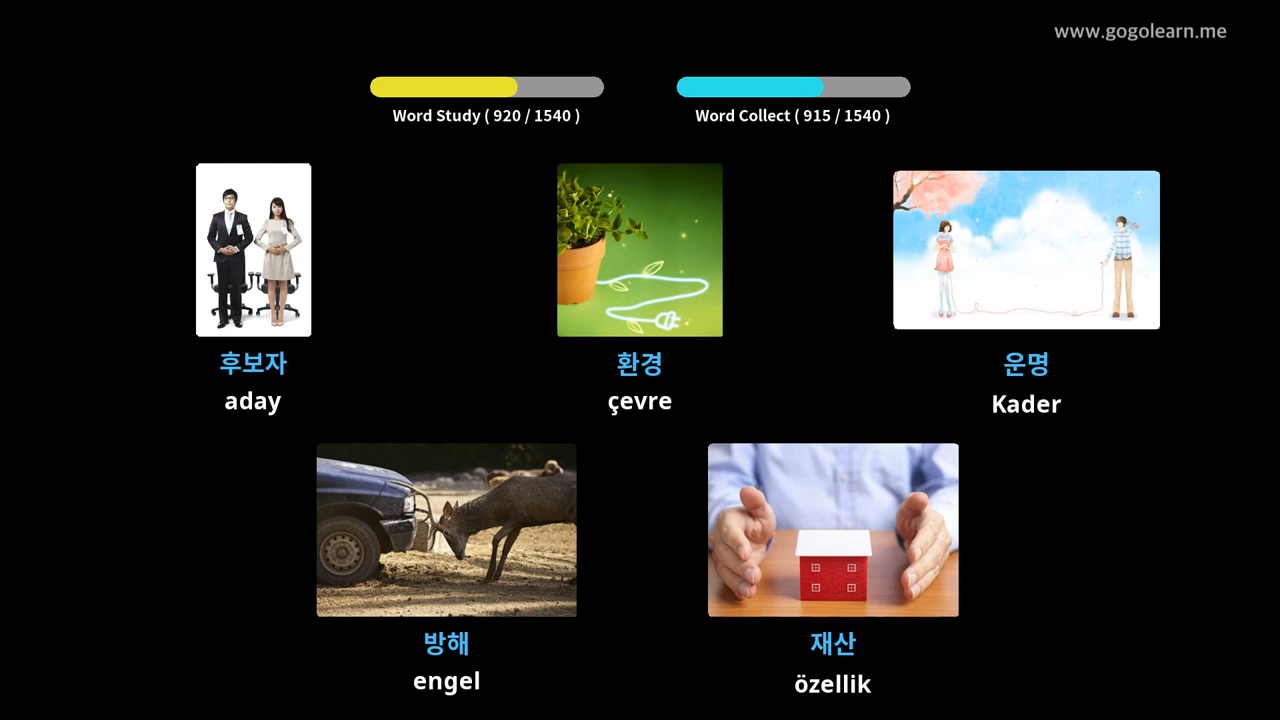 www.gogolearn.me
Word Study ( 920 / 1540 )
Word Collect ( 915 / 1540 )
후보자
aday
환경
çevre
운명
Kader
방해
engel
재산
özellik